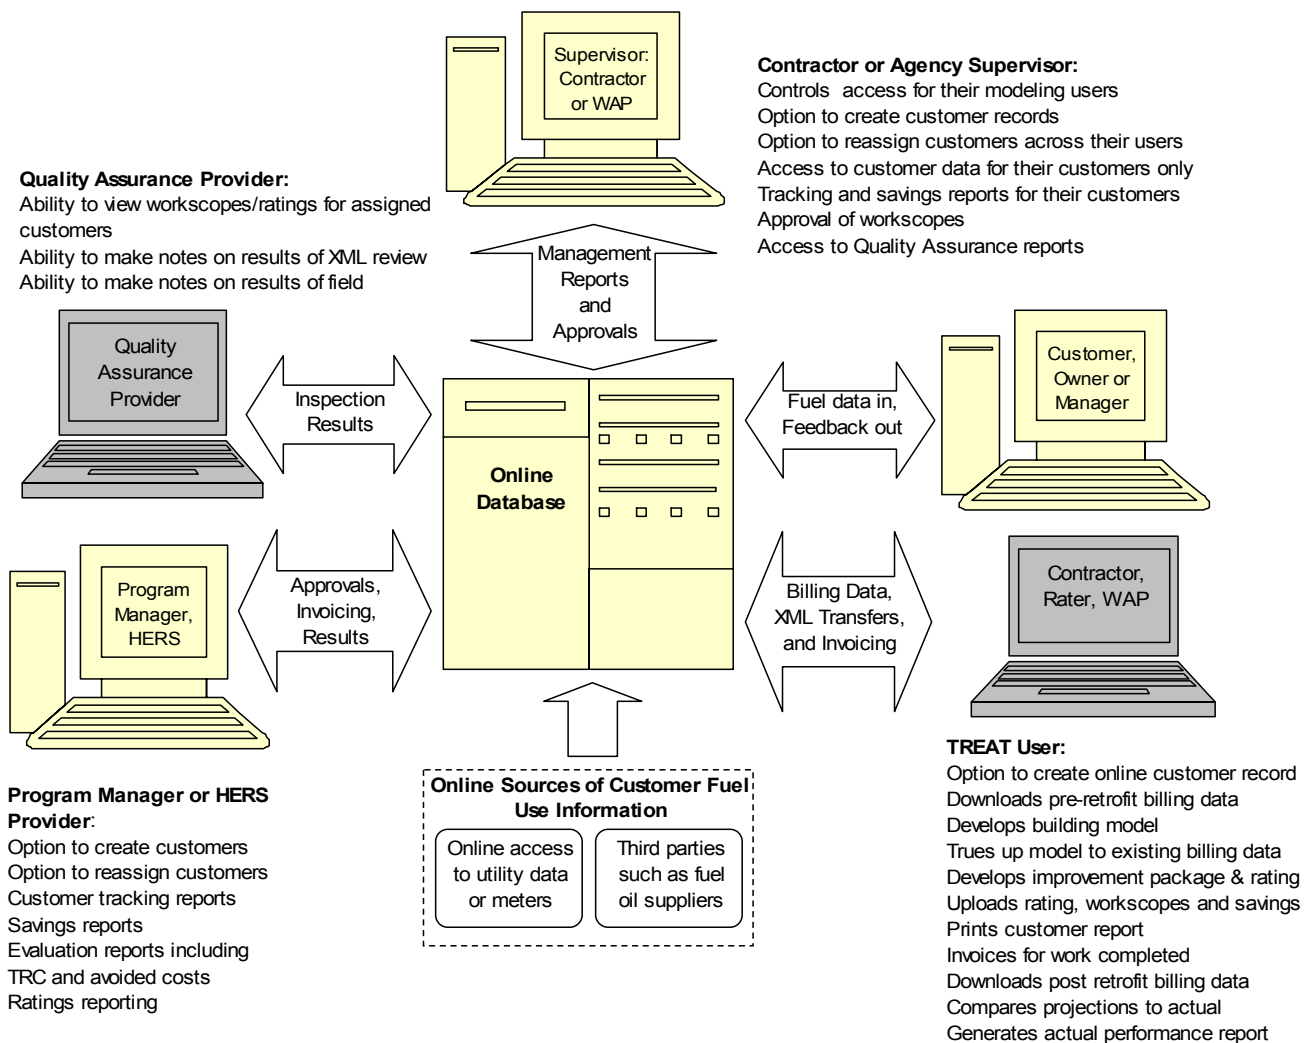 Supervisor:
Contractor
or WAP
Contractor or Agency Supervisor:
Controls access for their modeling users
Option to create customer records
Option to reassign customers across their users
Access to customer data for their customers only
Tracking and savings reports for their customers
Approval of workscopes
Access to Quality Assurance reports
Quality Assurance Provider:
Ability to view workscopes/ratings for assigned
customers
Ability to make notes on results of XML review
Ability to make notes on results of field
Management
Reports
and
Approvals
Quality
Assurance
Provider
Inspection
Results
Online
Database
Fuel data in,
Feedback out
Customer,
Owner or
Manager
Program
Manager,
HERS
Approvals,
Invoicing,
Results
Billing Data,
XML Transfers,
and Invoicing
Contractor,
Rater, WAP
Program Manager or HERS
Provider:
Option to create customers
Option to reassign customers
Customer tracking reports
Savings reports
Evaluation reports including
TRC and avoided costs
Ratings reporting
Online Sources of Customer Fuel
Use Information
Online access
to utility data
or meters
Third parties
such as fuel
oil suppliers
TREAT User:
Option to create online customer record
Downloads pre-retrofit billing data
Develops building model
Trues up model to existing billing data
Develops improvement package & rating
Uploads rating, workscopes and savings
Prints customer report
Invoices for work completed
Downloads post retrofit billing data
Compares projections to actual
Generates actual performance report